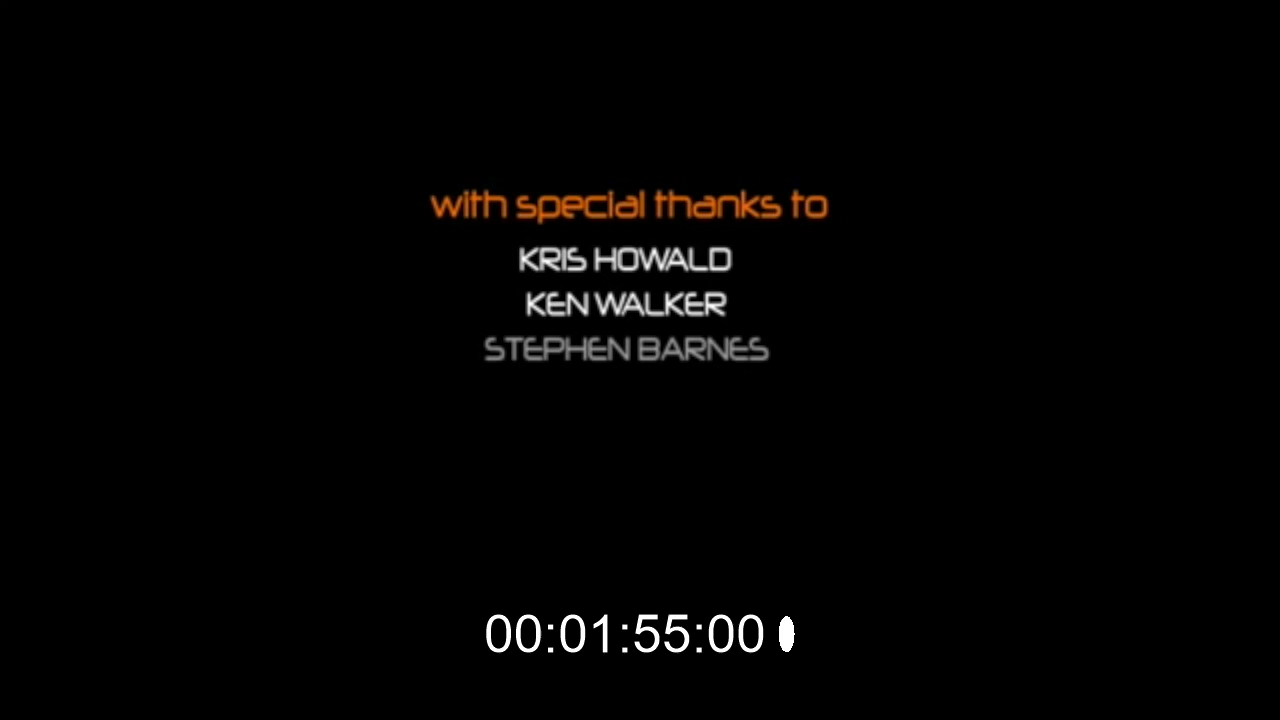 with special thanks to
KRIS HOWALD
KEN WALKER
STEPHEN BARNES
00:01:55:00